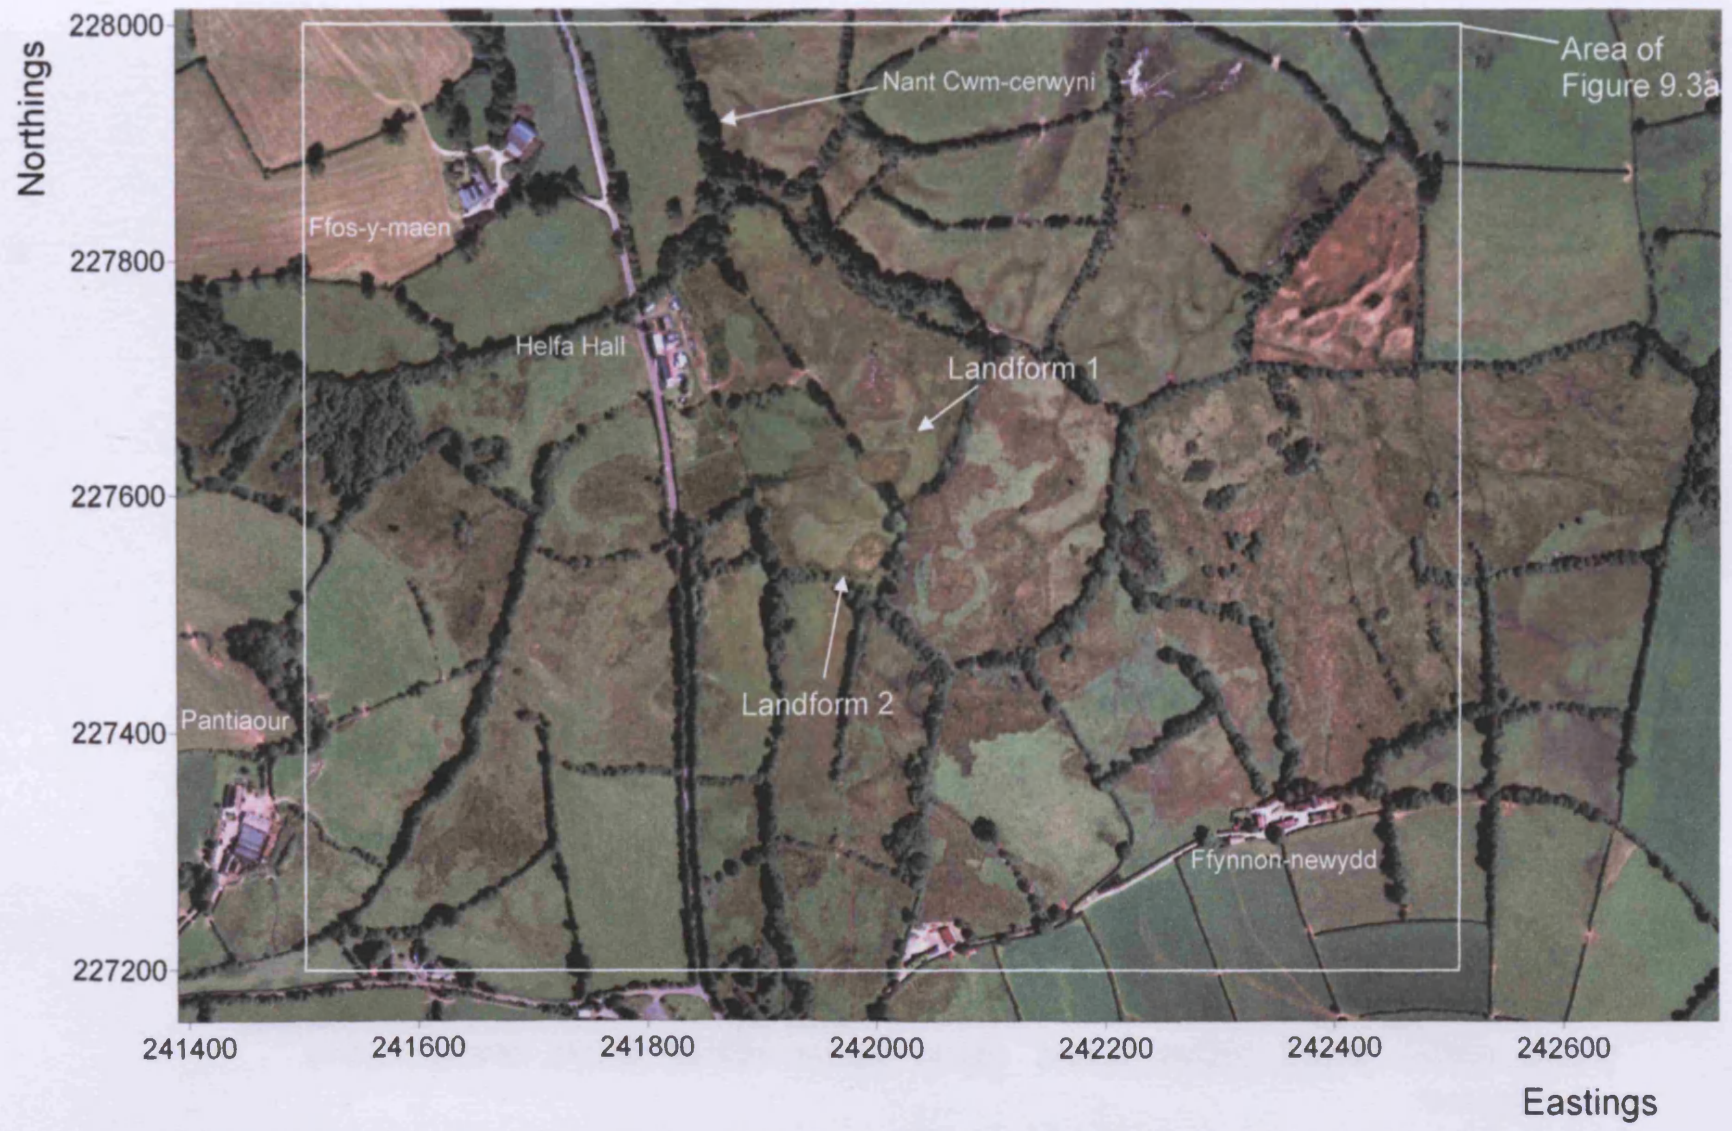 Northings
228000
227800
227600
227400
227200
Area of
Figure 9.3a
Nant Cwm-cerwyni
Ffos-y-maen
Helfa Hall
Landform 1
Landform 2
Pantiaour
Ffynnon-newydd
241400 241600 241800 242000 242200 242400 242600
Eastings